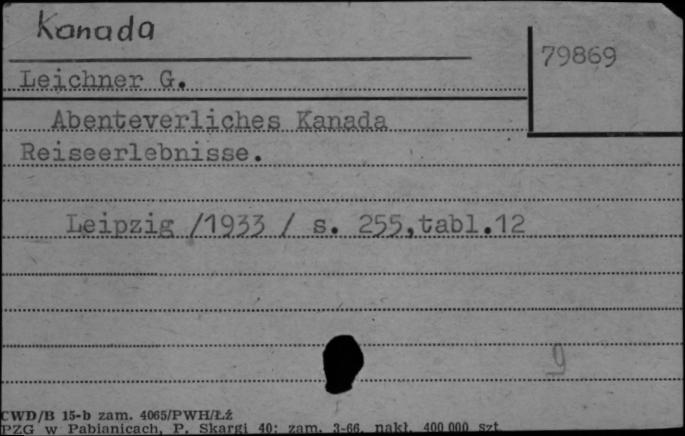 Kanada
79869
Leichner G.
Abenteverliches Kanada
Reiseerlebnisse.
Leipzig /1933 / s. 255,tabl.12
9
CWD/B 15-b zam. 4065/PWH/Łż
PZG w Pabianicach, P. Skargi 40; zam. 3-66. nakł. 400 000 szt.